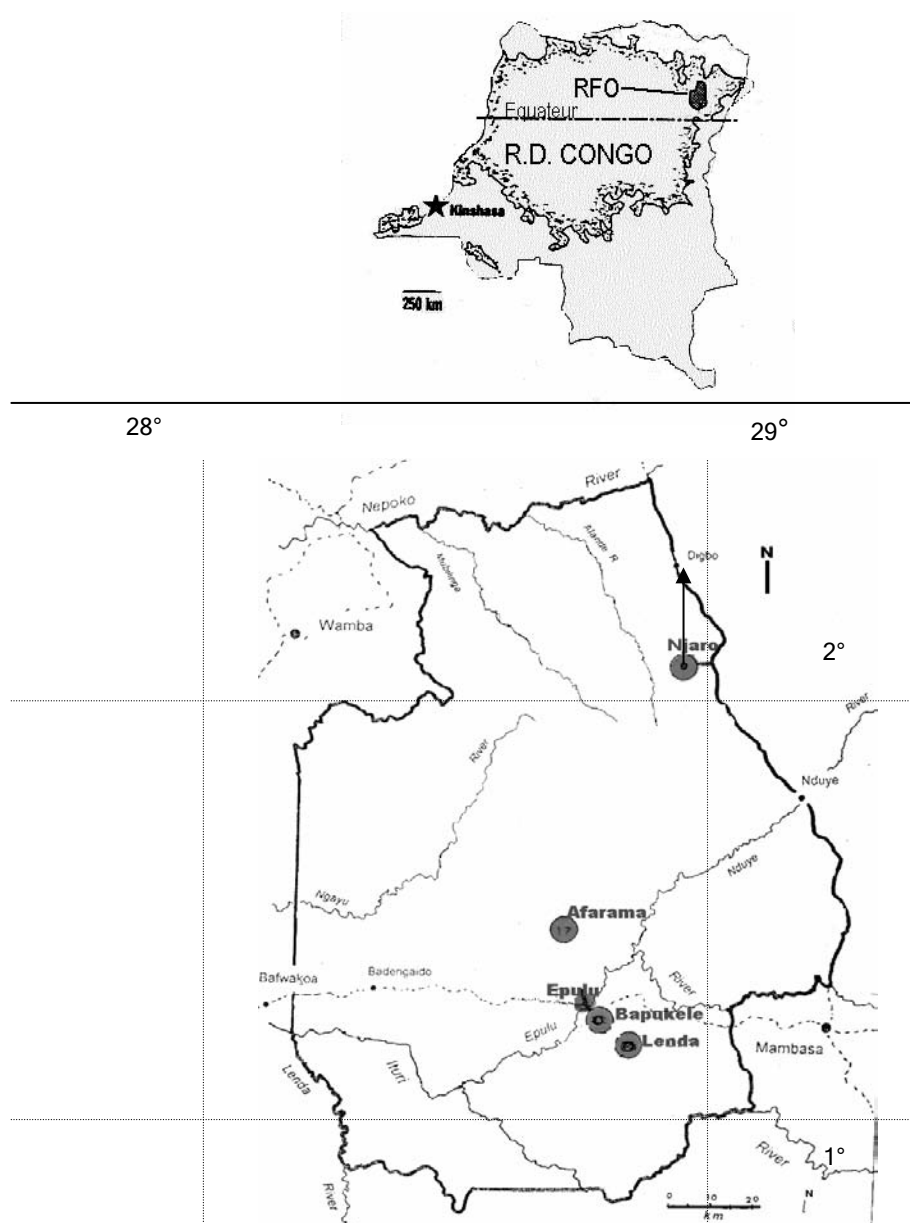 RFO
Equateur
R.D. CONGO
Kinshasa
250 km
28°
29°
River
Nepoko
Digbo
N
Wamba
Njaro
2°
River
River
Nduye
Nduye
Ngayu
Afarama
Badengaido
Bafwakoa
Epulu
River
Bapukele
Epulu
Lenda
Mambasa
Ituri
Lenda
River
1°
River
N
0 10 20
km